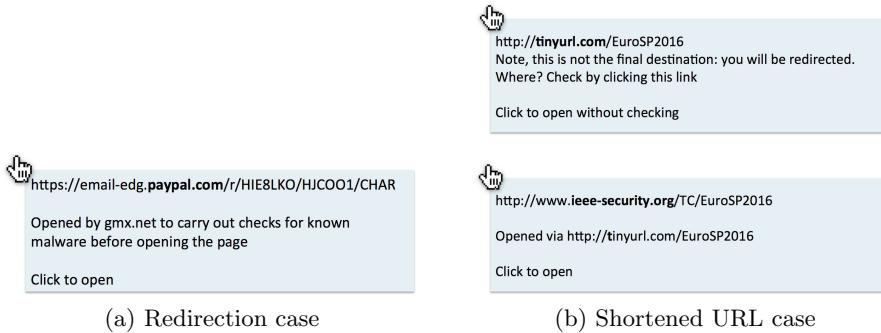 http://tinyurl.com/EuroSP2016
Note, this is not the final destination: you will be redirected.
Where? Check by clicking this link
Click to open without checking
https://email-edg.paypal.com/r/HIE8LKO/HJCOO1/CHAR
Opened by gmx.net to carry out checks for known
malware before opening the page
Click to open
http://www.ieee-security.org/TC/EuroSP2016
Opened via http://tinyurl.com/EuroSP2016
Click to open
(a) Redirection case
(b) Shortened URL case